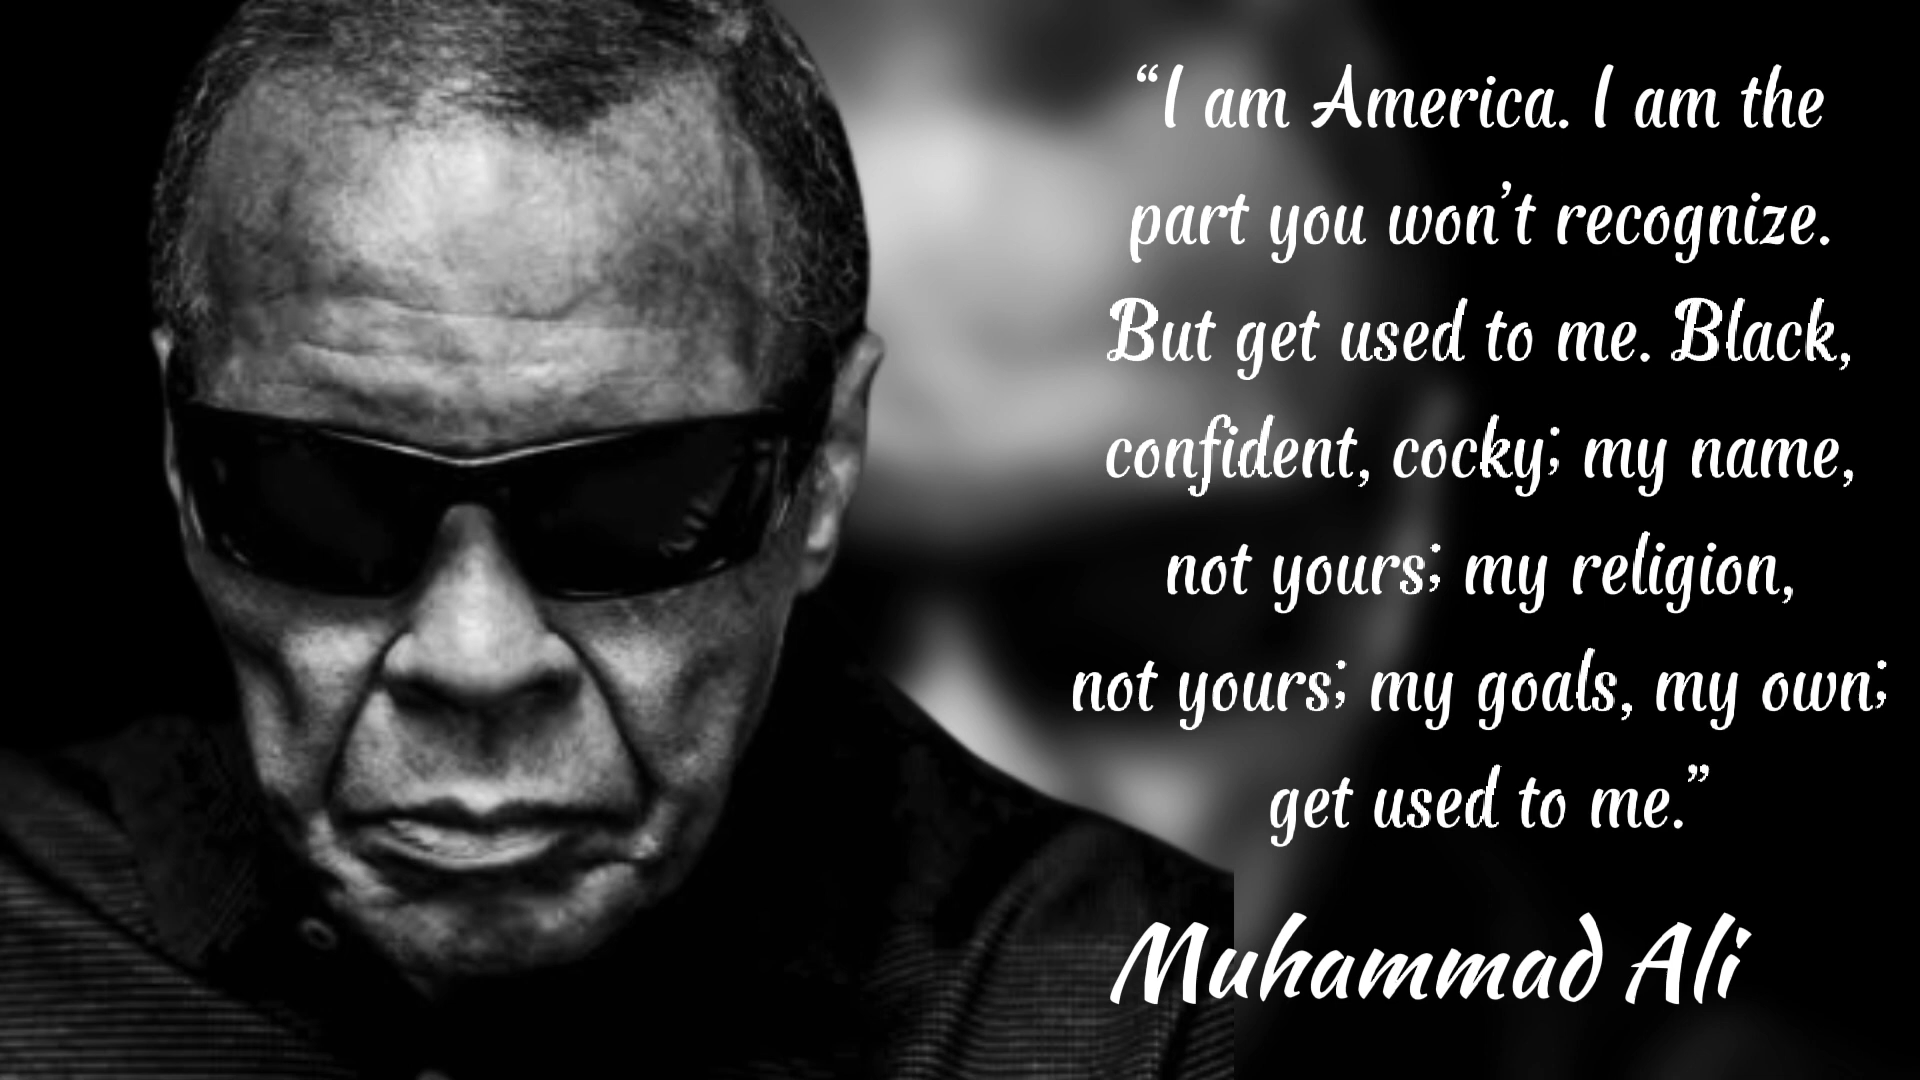 “I am America. I am the
part you won’t recognize.
But get used to me. Black,
confident, cocky; my name,
not yours; my religion,
not yours; my goals, my own;
get used to me.”
Muhammad Ali